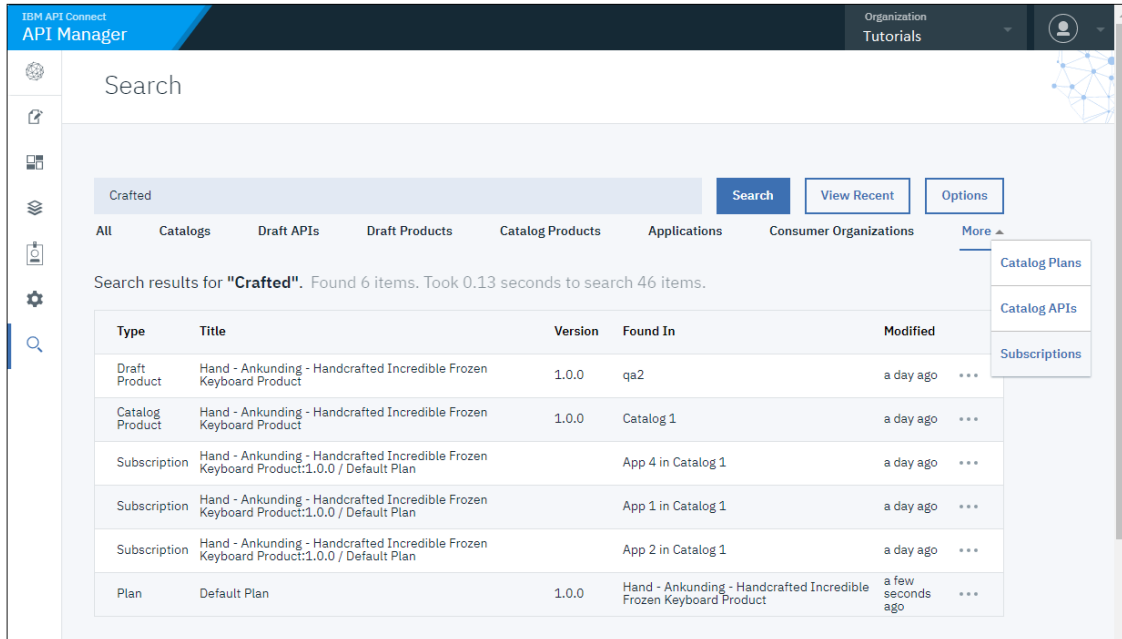 IBM API Connect
API Manager
Organization
Tutorials
Search
Crafted
Search
View Recent
Options
All Catalogs Draft APIs Draft Products Catalog Products Applications Consumer Organizations More
Catalog Plans
Catalog APIs
Subscriptions
Search results for "Crafted". Found 6 items. Took 0.13 seconds to search 46 items.
Type Title Version Found In Modified
Draft
Product
Hand - Ankunding - Handcrafted Incredible Frozen
Keyboard Product
1.0.0
qa2
a day ago
Catalog
Product
Hand - Ankunding - Handcrafted Incredible Frozen
Keyboard Product
1.0.0
Catalog 1
a day ago
Subscription
Hand - Ankunding - Handcrafted Incredible Frozen
Keyboard Product:1.0.0 / Default Plan
App 4 in Catalog 1
a day ago
Subscription
Hand - Ankunding - Handcrafted Incredible Frozen
Keyboard Product:1.0.0 / Default Plan
App 1 in Catalog 1
a day ago
Subscription
Hand - Ankunding - Handcrafted Incredible Frozen
Keyboard Product:1.0.0 / Default Plan
App 2 in Catalog 1
a day ago
Plan
Default Plan
1.0.0
Hand - Ankunding - Handcrafted Incredible
Frozen Keyboard Product
a few
seconds
ago